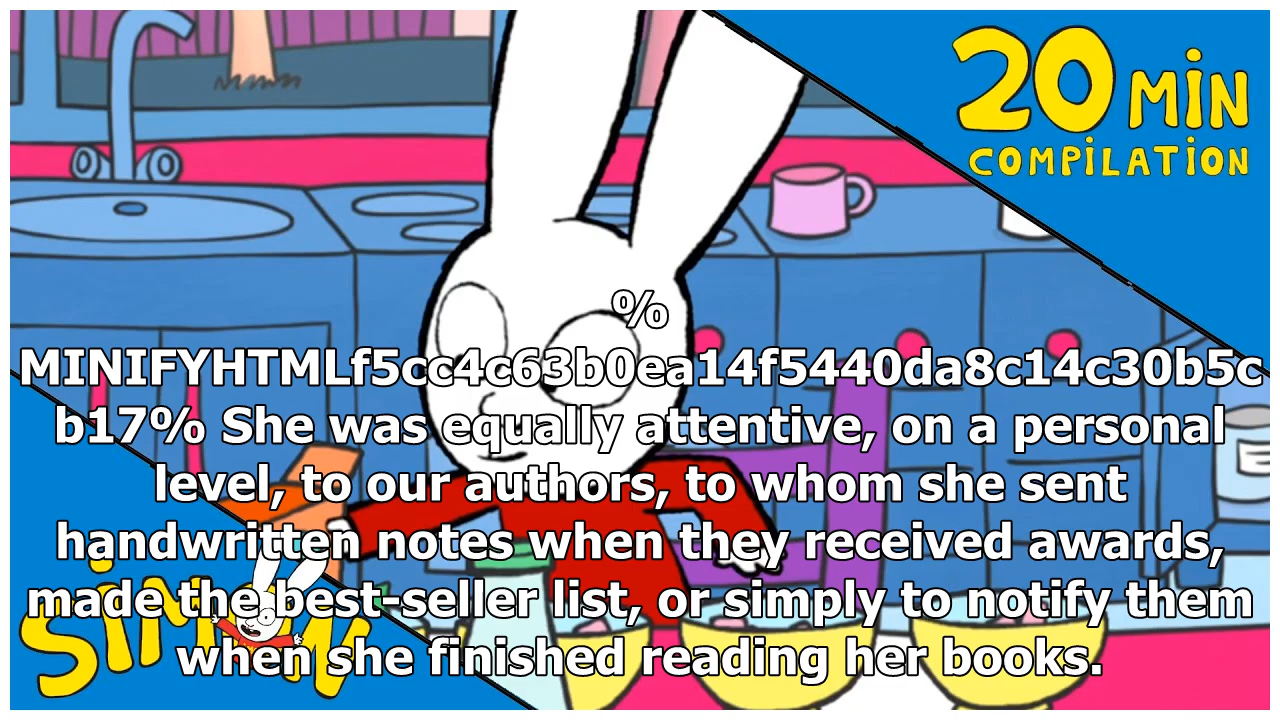 20 MIN
COMPILATION
%
MINIFYHTMLf5cc4c63b0ea14f5440da8c14c30b5c
b17% She was equally attentive, on a personal
level, to our authors, to whom she sent
handwritten notes when they received awards,
made the best-seller list, or simply to notify them
when she finished reading her books.
SIMON